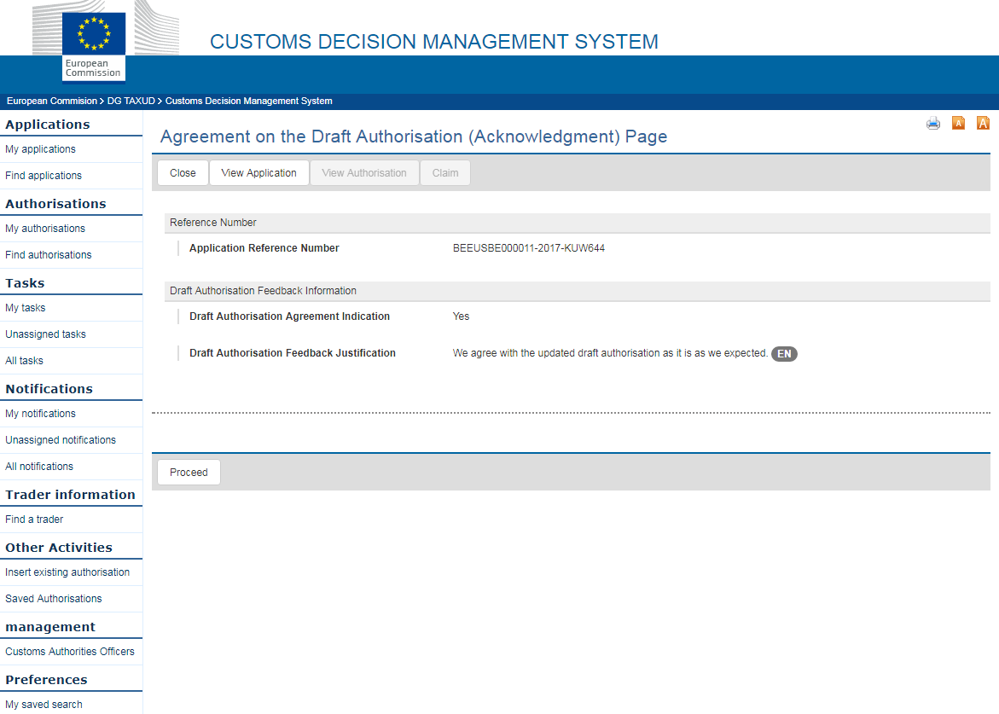 CUSTOMS DECISION MANAGEMENT SYSTEM
European
Commission
European Commision > DG TAXUD > Customs Decision Management System
Applications
My applications
Find applications
Authorisations
My authorisations
Find authorisations
Tasks
My tasks
Unassigned tasks
All tasks
Notifications
My notifications
Unassigned notifications
All notifications
Trader information
Find a trader
Other Activities
Insert existing authorisation
Saved Authorisations
management
Customs Authorities Officers
Preferences
My saved search
A A
Agreement on the Draft Authorisation (Acknowledgment) Page
Close View Application View Authorisation Claim
Reference Number
Application Reference Number BEEUSBE000011-2017-KUW644
Draft Authorisation Feedback Information
Draft Authorisation Agreement Indication Yes
Draft Authorisation Feedback Justification We agree with the updated draft authorisation as it is as we expected. EN
Proceed